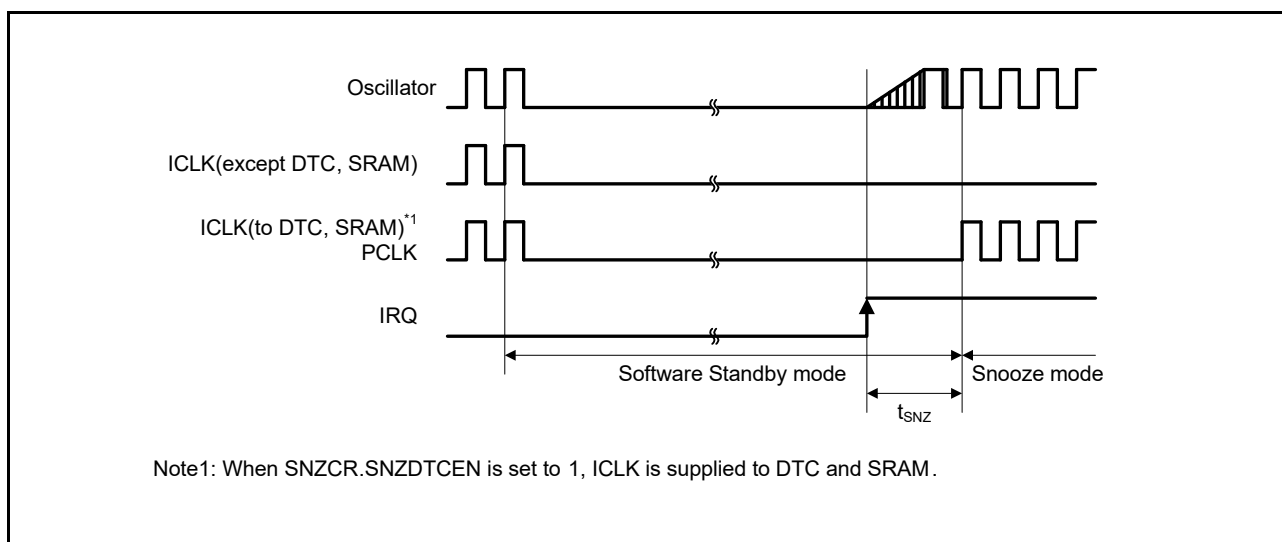 Oscillator
ICLK(except DTC, SRAM)
ICLK(to DTC, SRAM)*1
PCLK
IRQ
Software Standby mode
Snooze mode
tSNZ
Note1: When SNZCR.SNZDTCEN is set to 1, ICLK is supplied to DTC and SRAM.